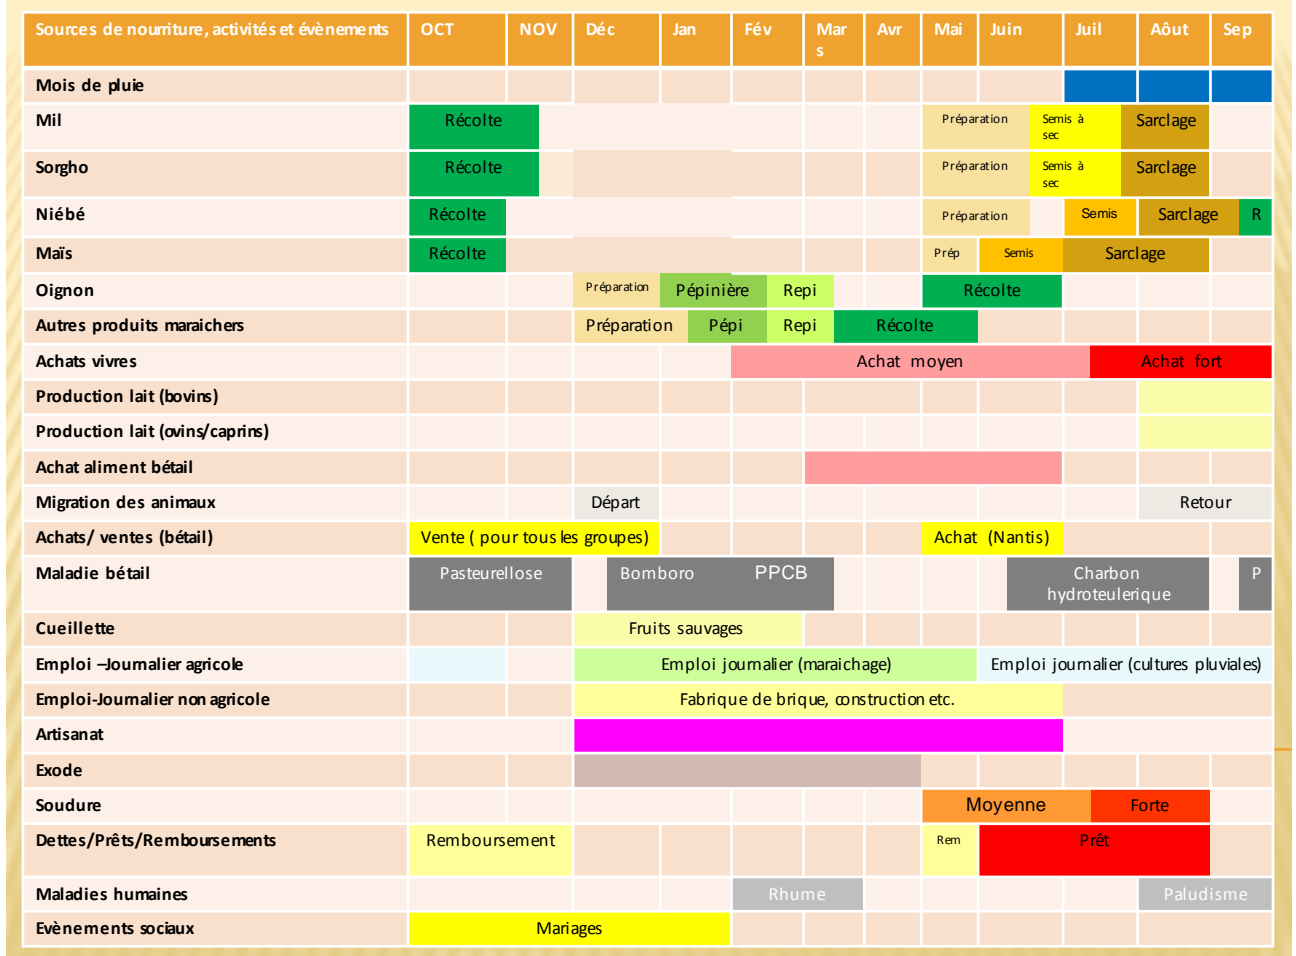 Sources de nourriture, activités et évènements OCT NOV Déc Jan Fév Mar Avr Mai Juin Juil Aôut Sep
s
Mois de pluie
Mil Récolte Préparation Semis à Sarclage
sec
Sorgho Récolte Préparation Semis à Sarclage
sec
Niébé Récolte Préparation Semis Sarclage R
Maïs Récolte Prép Semis Sarclage
Oignon Préparation Pépinière Repi Récolte
Autres produits maraichers Préparation Pépi Repi Récolte
Achats vivres Achat moyen Achat fort
Production lait (bovins)
Production lait (ovins/caprins)
Achat aliment bétail
Migration des animaux Départ Retour
Achats/ ventes (bétail) Vente ( pour tous les groupes) Achat (Nantis)
Maladie bétail Pasteurellose Bomboro PPCB Charbon P
hydroteulerique
Cueillette Fruits sauvages
Emploi –Journalier agricole Emploi journalier (maraichage) Emploi journalier (cultures pluviales)
Emploi-Journalier non agricole Fabrique de brique, construction etc.
Artisanat
Exode
Soudure Moyenne Forte
Dettes/Prêts/Remboursements Remboursement Rem Prêt
Maladies humaines Rhume Paludisme
Evènements sociaux Mariages